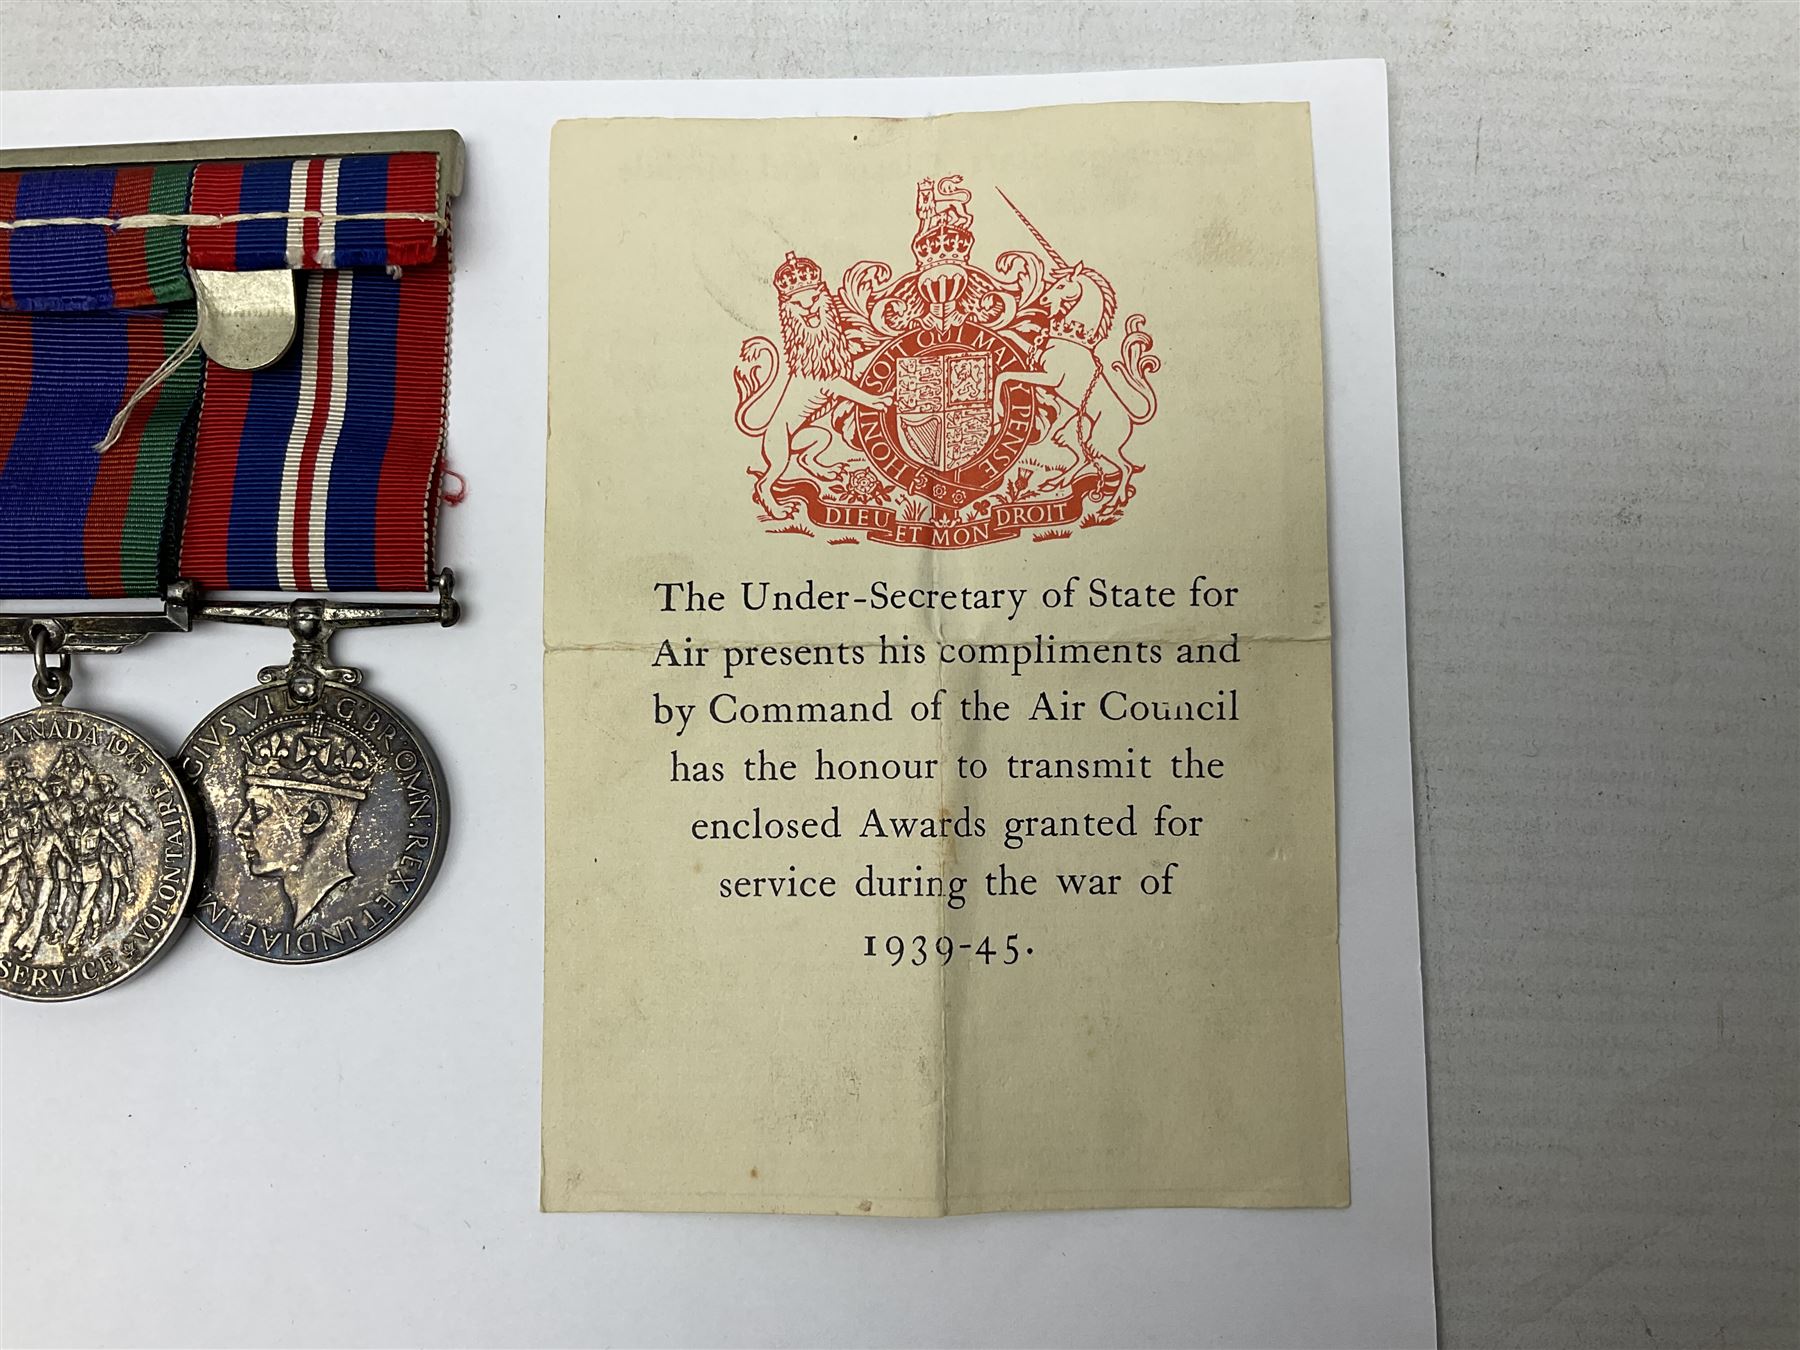 HONI SOIT QUI MAL Y PENSE
DIEU ET MON DROIT
The Under-Secretary of State for
Air presents his compliments and
by Command of the Air Council
has the honour to transmit the
enclosed Awards granted for
service during the war of
1939-45.
CANADA 1945
VOLONTAIRE
SERVICE
GIVS VI D: G: BR: OMN: REX ET INDIAE IM